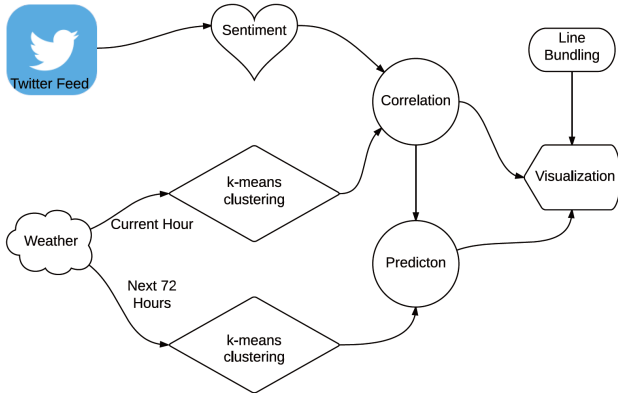 Twitter Feed
Sentiment
Line
Bundling
Correlation
k-means
clustering
Visualization
Current Hour
Weather
Predicton
Next 72
Hours
k-means
clustering